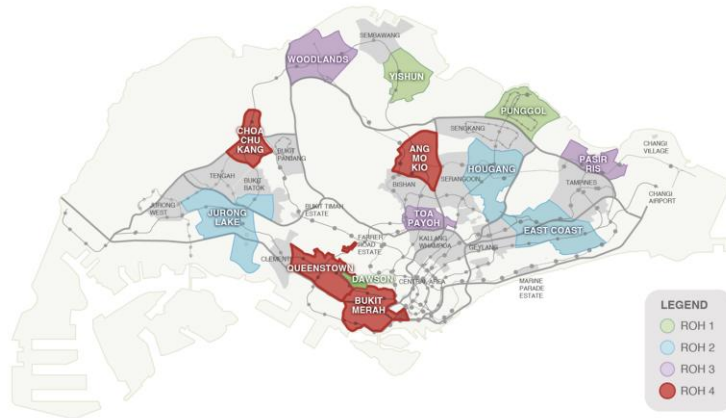 SEMBAWANG
WOODLANDS
YISHUN
PUNGGOL
CHOA
CHU
KANG
BUKIT
PANJANG
ANG
MO
KIO
SENGKANG
HOUGANG
PASIR
RIS
CHANGI
VILLAGE
TENGAH
BUKIT
BATOK
BISHAN
SERANGOON
TAMPINES
CHANGI
AIRPORT
JURONG
WEST
JURONG
LAKE
BUKIT TIMAH
ESTATE
TOA
PAYOH
EAST COAST
FARRER
ROAD
ESTATE
KALLANG
WHAMPOA
GEYLANG
CLEMENTI
QUEENSTOWN
DAWSON
CENTRAL AREA
MARINE
PARADE
ESTATE
BUKIT
MERAH
LEGEND
ROH 1
ROH 2
ROH 3
ROH 4